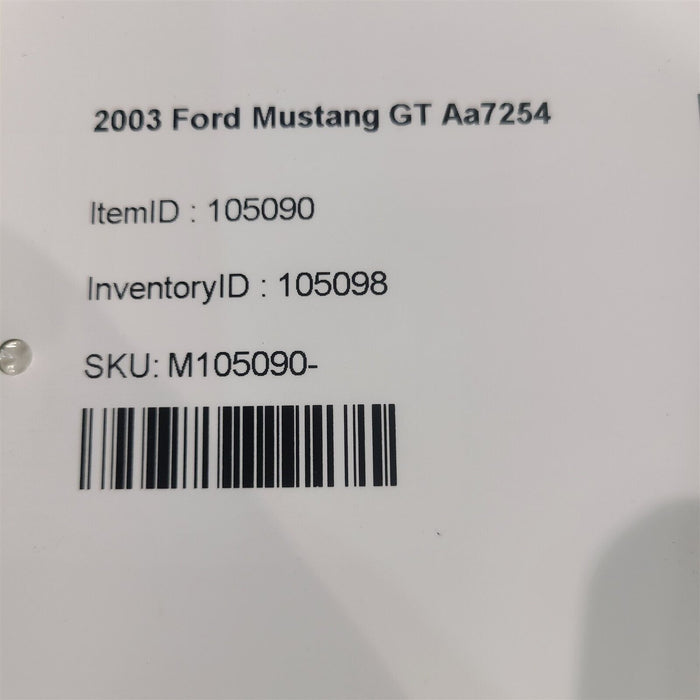 2003 Ford Mustang GT Aa7254
ItemID : 105090
InventoryID : 105098
SKU: M105090-